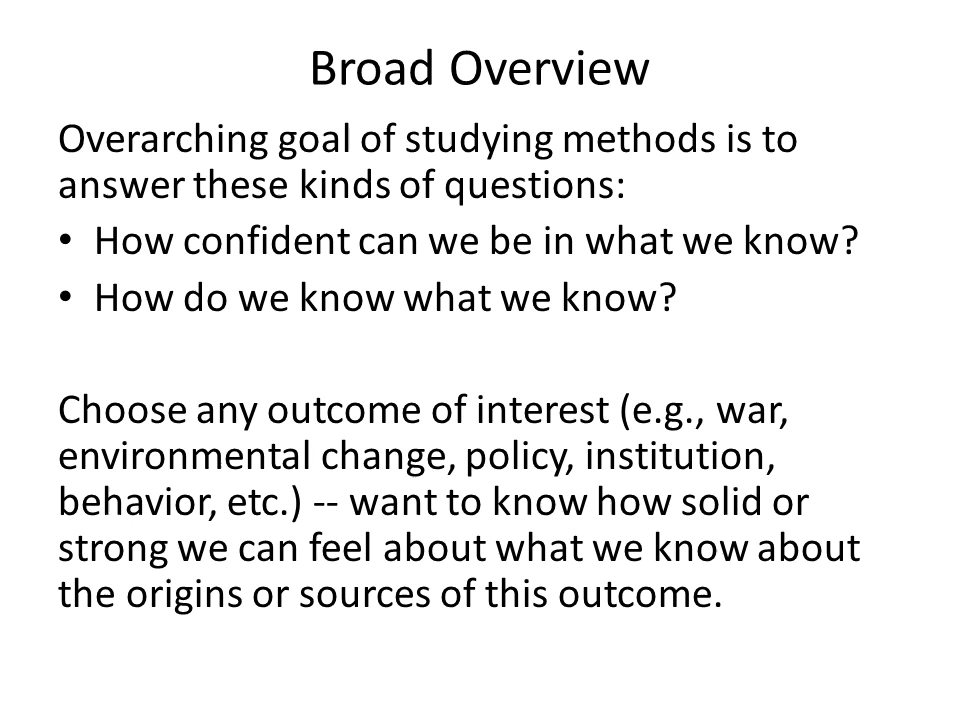 Broad Overview
Overarching goal of studying methods is to
answer these kinds of questions:
• How confident can we be in what we know?
• How do we know what we know?
Choose any outcome of interest (e.g., war,
environmental change, policy, institution,
behavior, etc.) -- want to know how solid or
strong we can feel about what we know about
the origins or sources of this outcome.